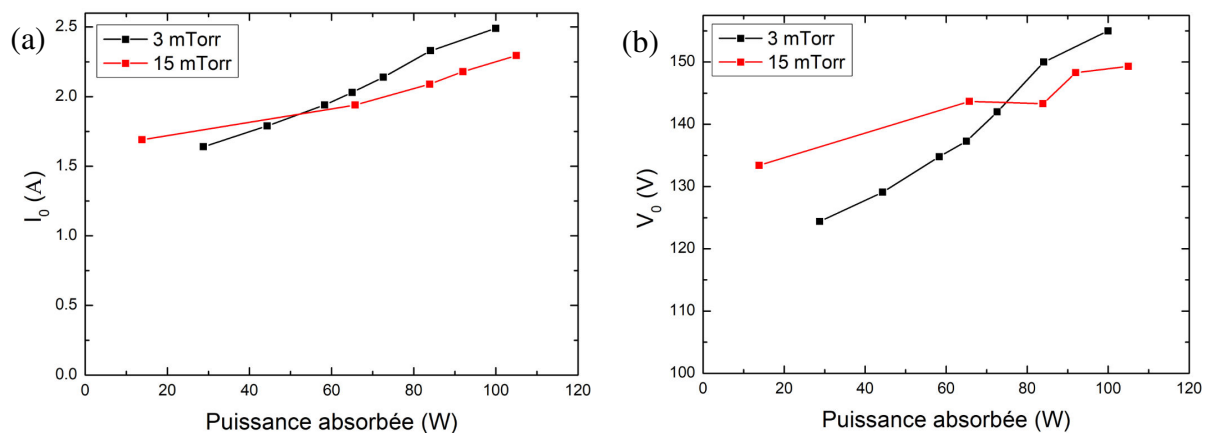 (a)
3 mTorr
15 mTorr
2.5
2.0
1.5
1.0
0.5
0.0
I₀ (A)
0 20 40 60 80 100 120
Puissance absorbée (W)
(b)
3 mTorr
15 mTorr
150
140
130
120
110
100
V₀ (V)
0 20 40 60 80 100 120
Puissance absorbée (W)